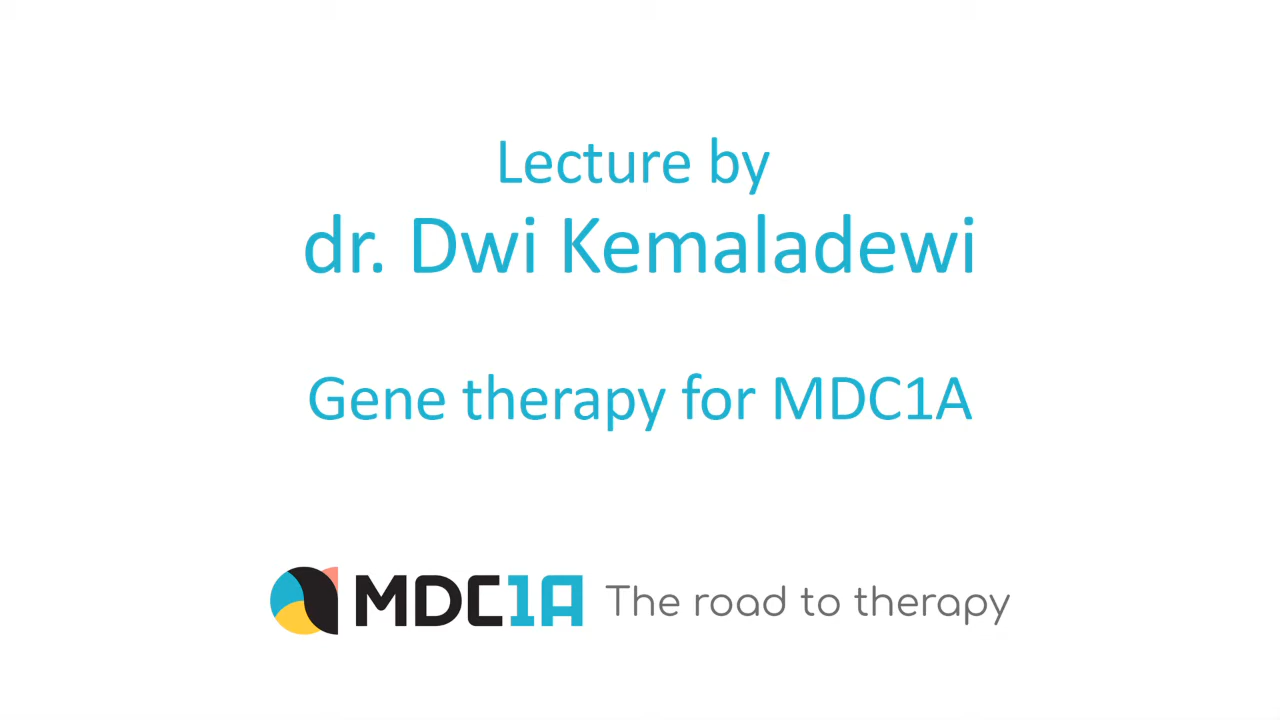 Lecture by
dr. Dwi Kemaladewi
Gene therapy for MDC1A
MDC1A The road to therapy